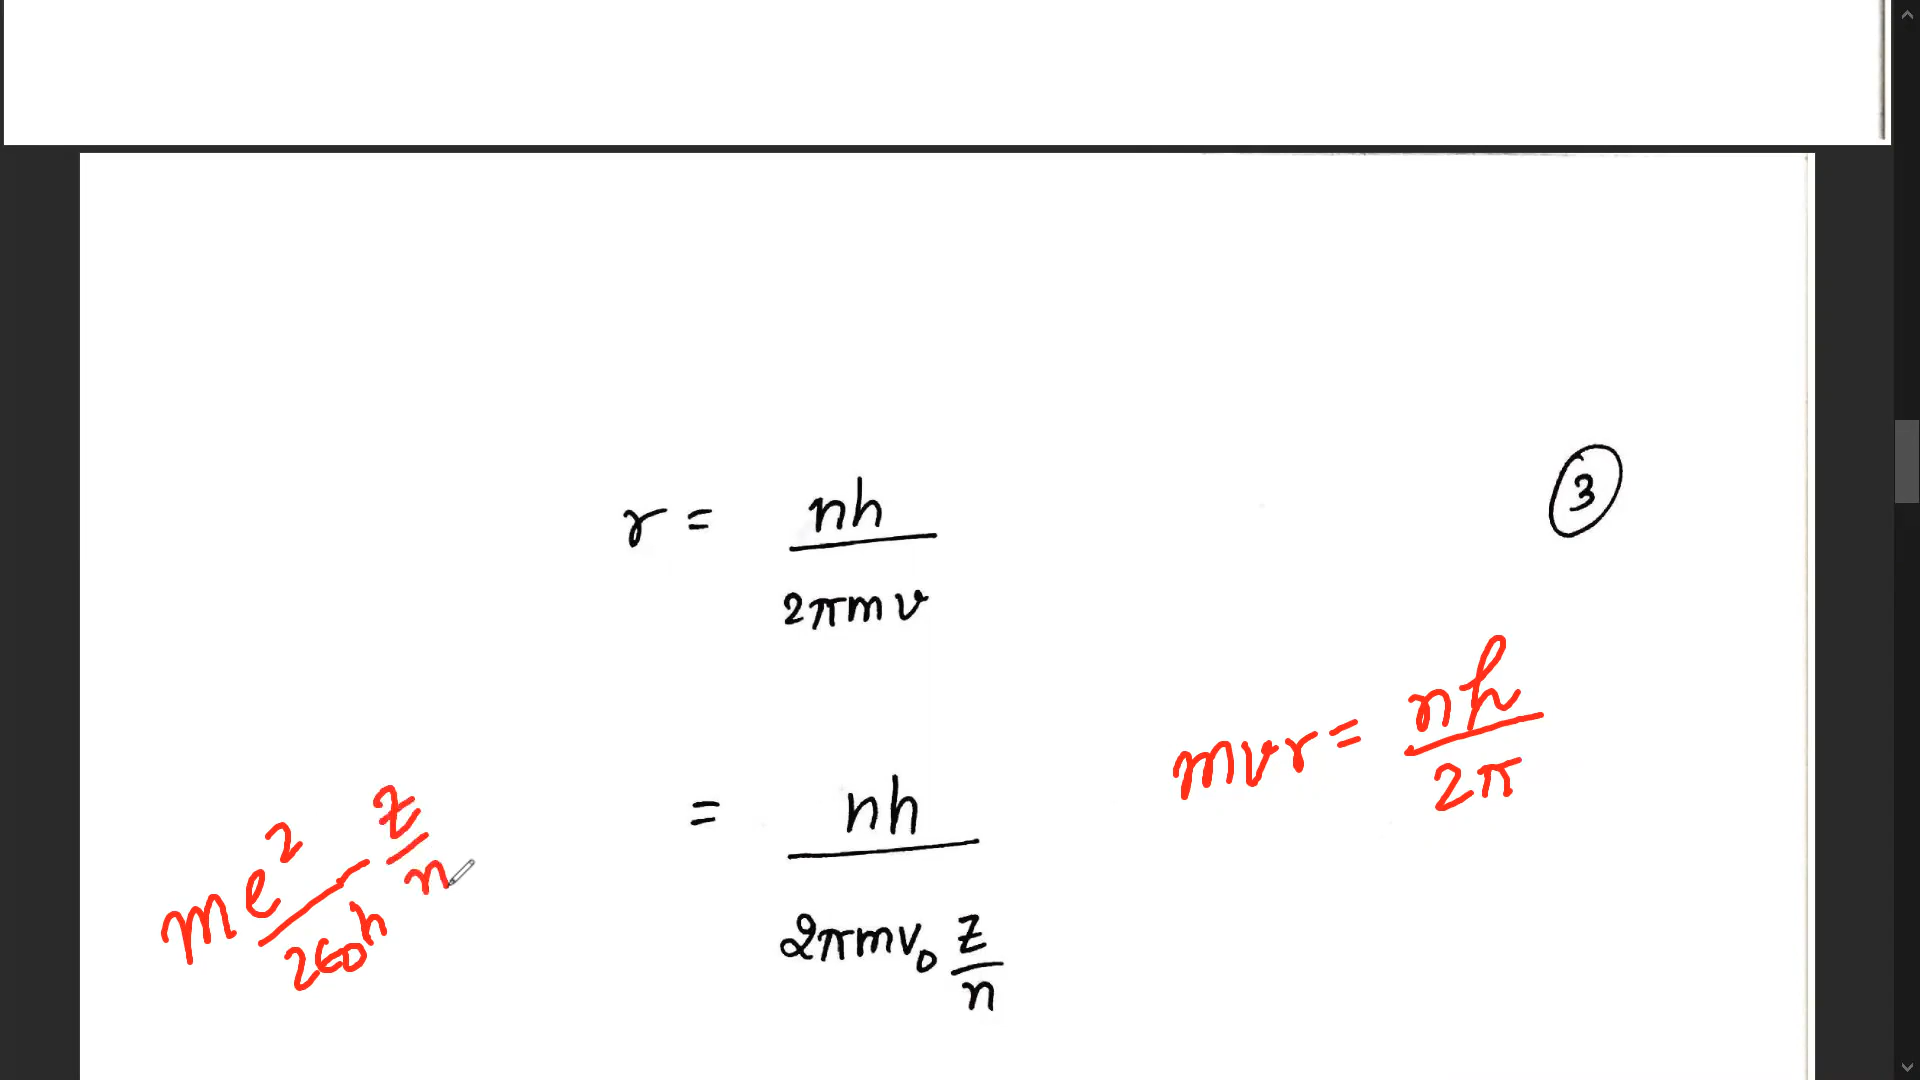 ③
r = nh / 2πmv
mvr = nh / 2π
= nh / 2πmv₀ z/n
me² / 2ϵ₀h z/n